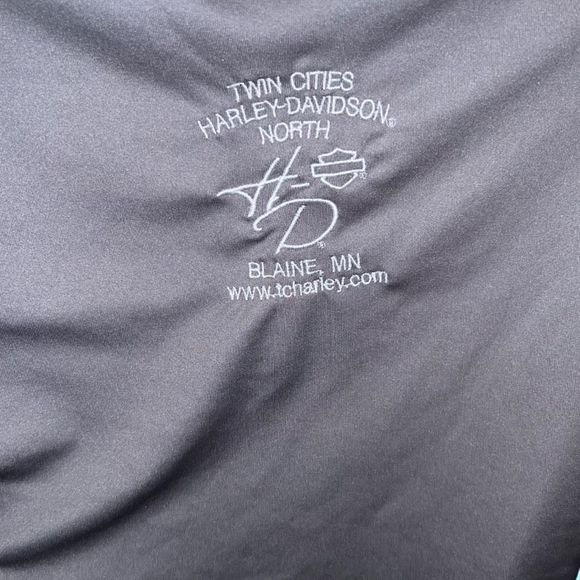 TWIN CITIES
HARLEY-DAVIDSON®
NORTH
H-
D®
BLAINE, MN
www.tcharley.com